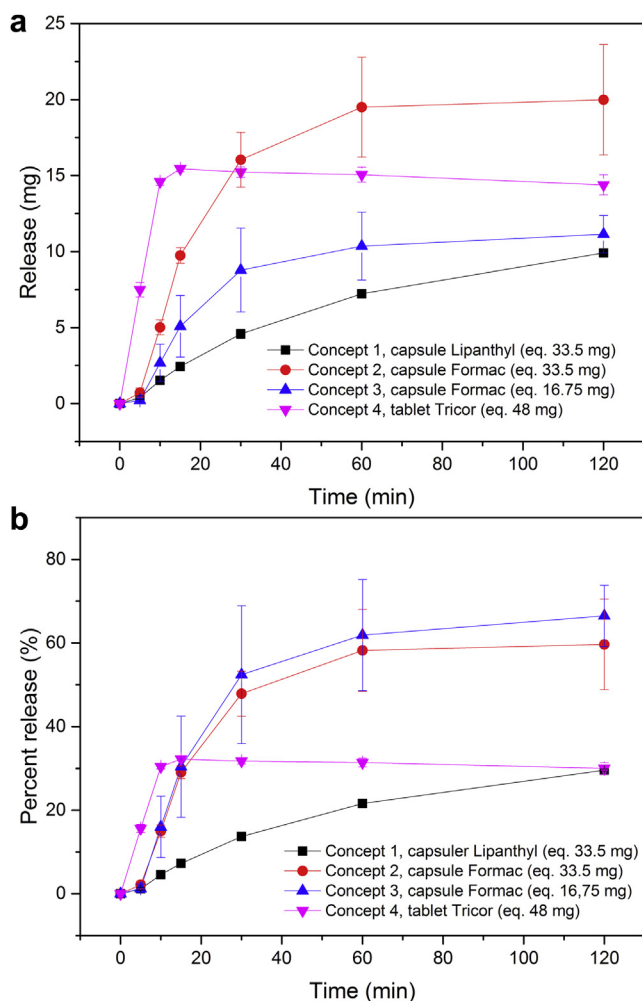 a
25
20
15
10
5
0
Release (mg)
Concept 1, capsule Lipanthyl (eq. 33.5 mg)
Concept 2, capsule Formac (eq. 33.5 mg)
Concept 3, capsule Formac (eq. 16.75 mg)
Concept 4, tablet Tricor (eq. 48 mg)
0 20 40 60 80 100 120
Time (min)
b
80
60
40
20
0
Percent release (%)
Concept 1, capsuler Lipanthyl (eq. 33.5 mg)
Concept 2, capsule Formac (eq. 33.5 mg)
Concept 3, capsule Formac (eq. 16,75 mg)
Concept 4, tablet Tricor (eq. 48 mg)
0 20 40 60 80 100 120
Time (min)